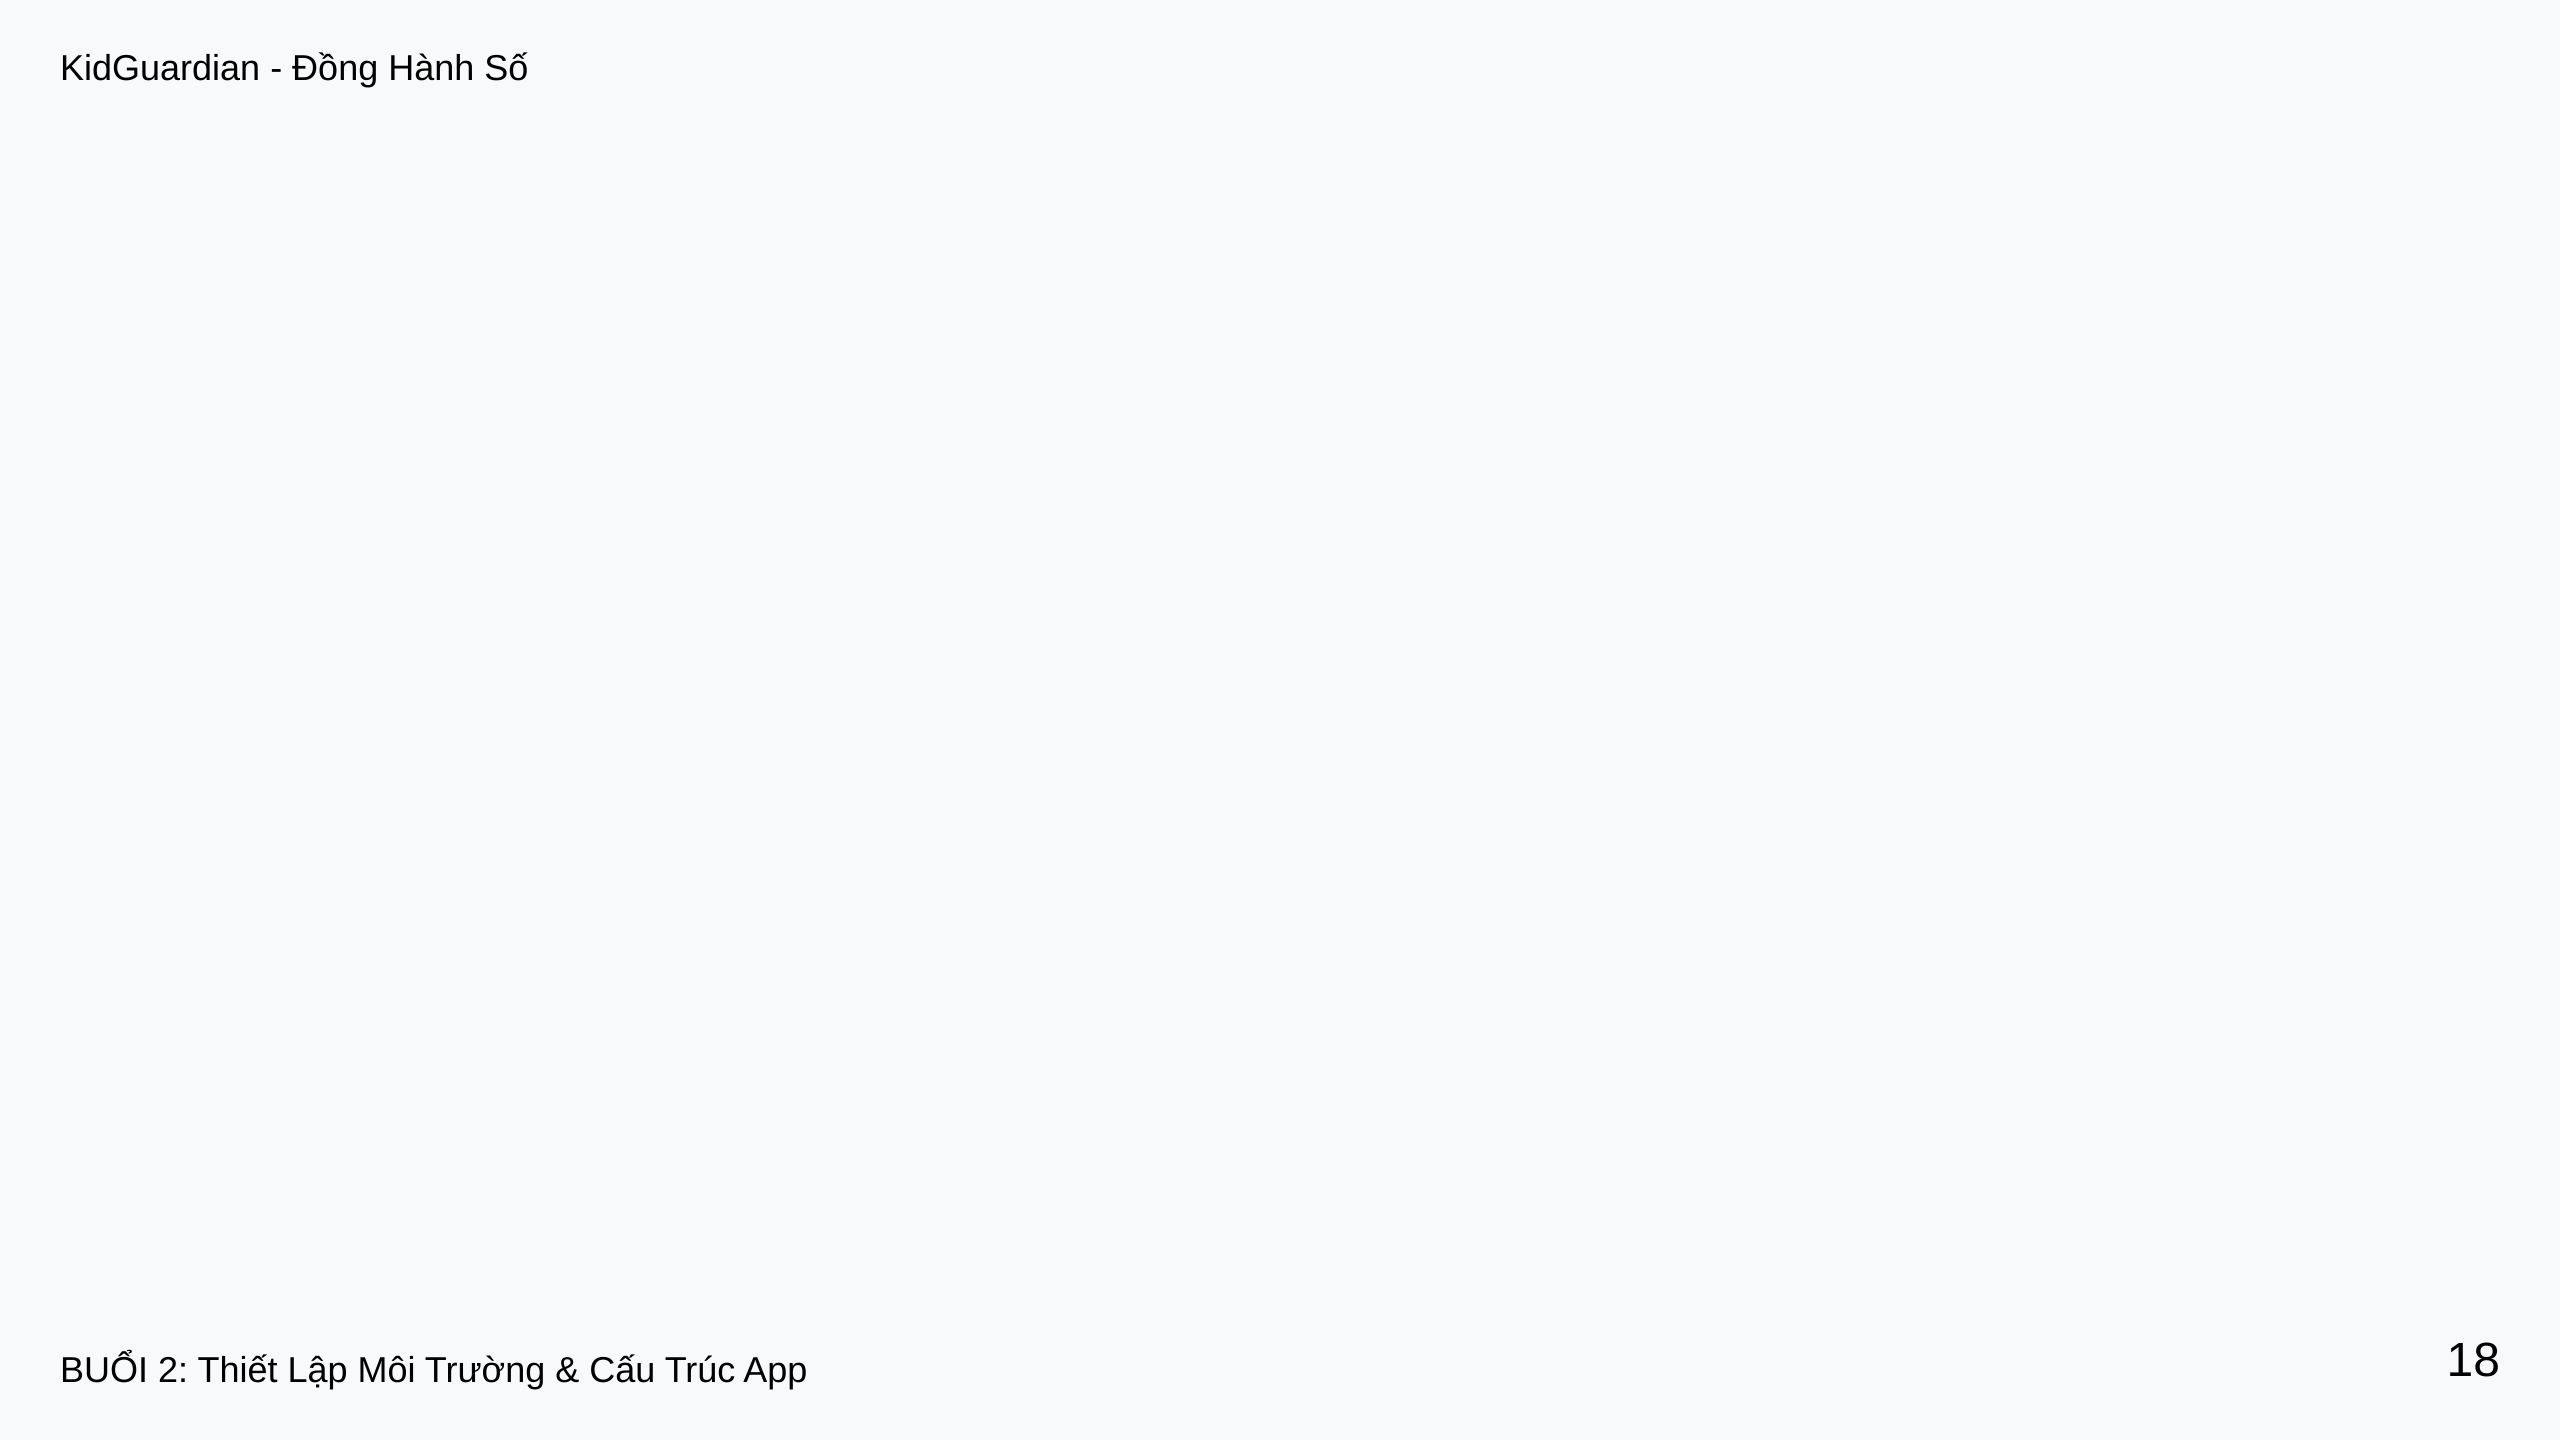 KidGuardian - Đồng Hành Số
BUỔI 2: Thiết Lập Môi Trường & Cấu Trúc App
18